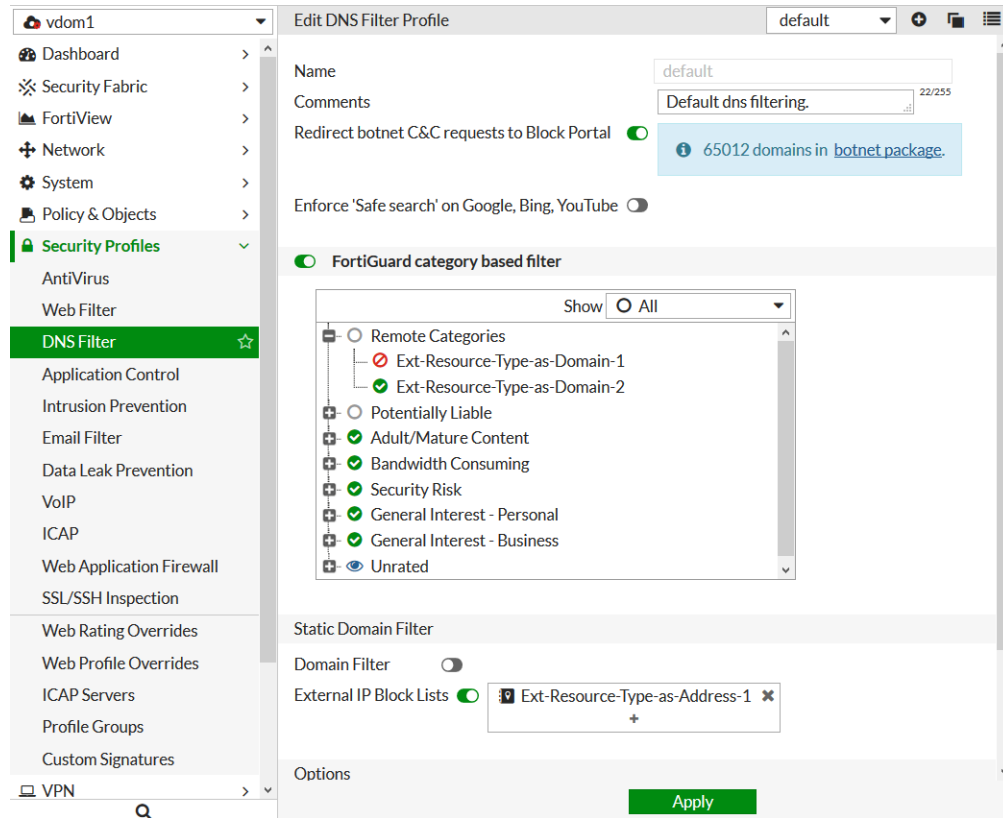 vdom1
Dashboard
Security Fabric
FortiView
Network
System
Policy & Objects
Security Profiles
AntiVirus
Web Filter
DNS Filter
Application Control
Intrusion Prevention
Email Filter
Data Leak Prevention
VoIP
ICAP
Web Application Firewall
SSL/SSH Inspection
Web Rating Overrides
Web Profile Overrides
ICAP Servers
Profile Groups
Custom Signatures
VPN
Edit DNS Filter Profile default
Name default
Comments Default dns filtering. 22/255
Redirect botnet C&C requests to Block Portal 65012 domains in botnet package.
Enforce 'Safe search' on Google, Bing, YouTube
FortiGuard category based filter
Show All
Remote Categories
Ext-Resource-Type-as-Domain-1
Ext-Resource-Type-as-Domain-2
Potentially Liable
Adult/Mature Content
Bandwidth Consuming
Security Risk
General Interest - Personal
General Interest - Business
Unrated
Static Domain Filter
Domain Filter
External IP Block Lists Ext-Resource-Type-as-Address-1
Options
Apply